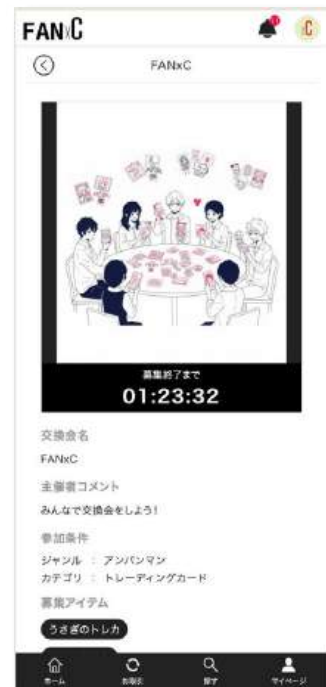 FANxC
FANxC
募集終了まで
01:23:32
交換会名
FANxC
主催者コメント
みんなで交換会をしよう!
参加条件
ジャンル : アンパンマン
カテゴリ : トレーディングカード
募集アイテム
うさぎのトレカ
ホーム
お取引
探す
マイページ